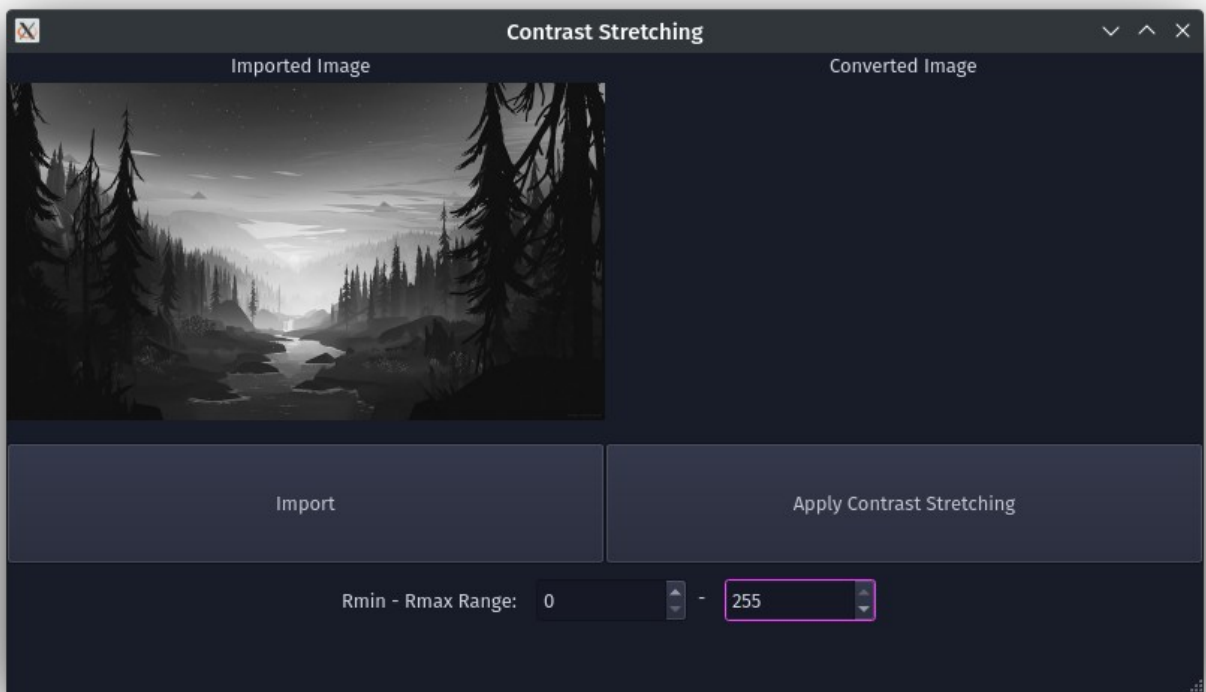 Contrast Stretching
Imported Image
Converted Image
Import
Apply Contrast Stretching
Rmin - Rmax Range: 0 - 255